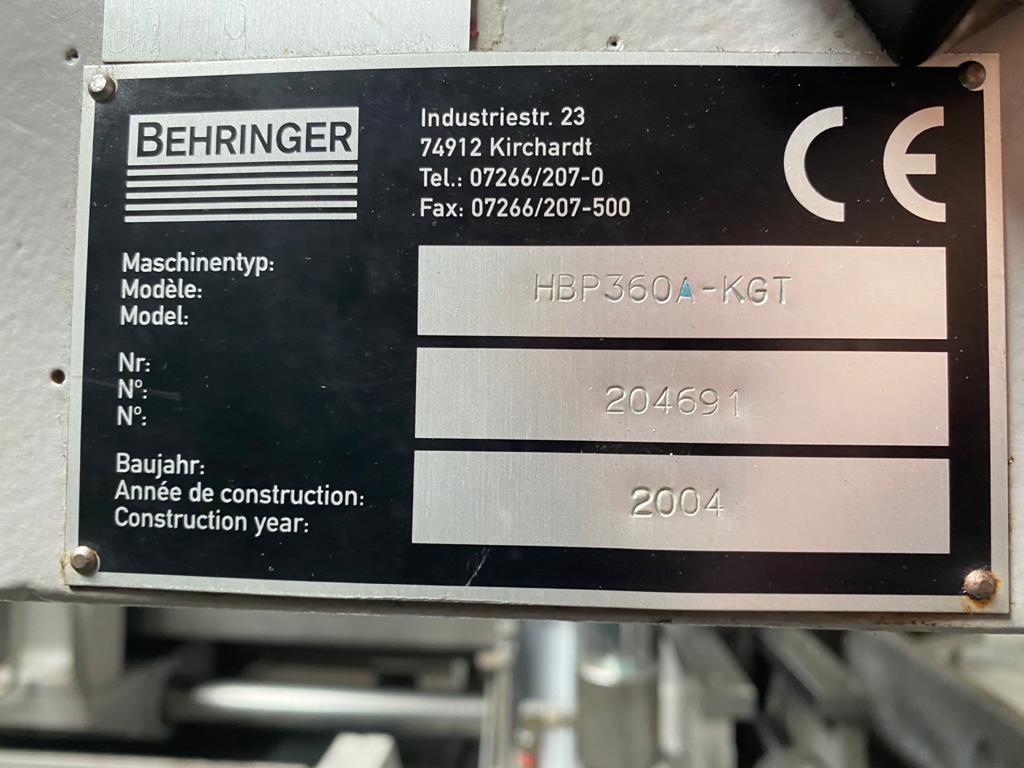 BEHRINGER
Industriestr. 23
74912 Kirchardt
Tel.: 07266/207-0
Fax: 07266/207-500
CE
Maschinentyp:
Modèle:
Model:
HBP360A-KGT
Nr:
N°:
N°:
204691
Baujahr:
Année de construction:
Construction year:
2004